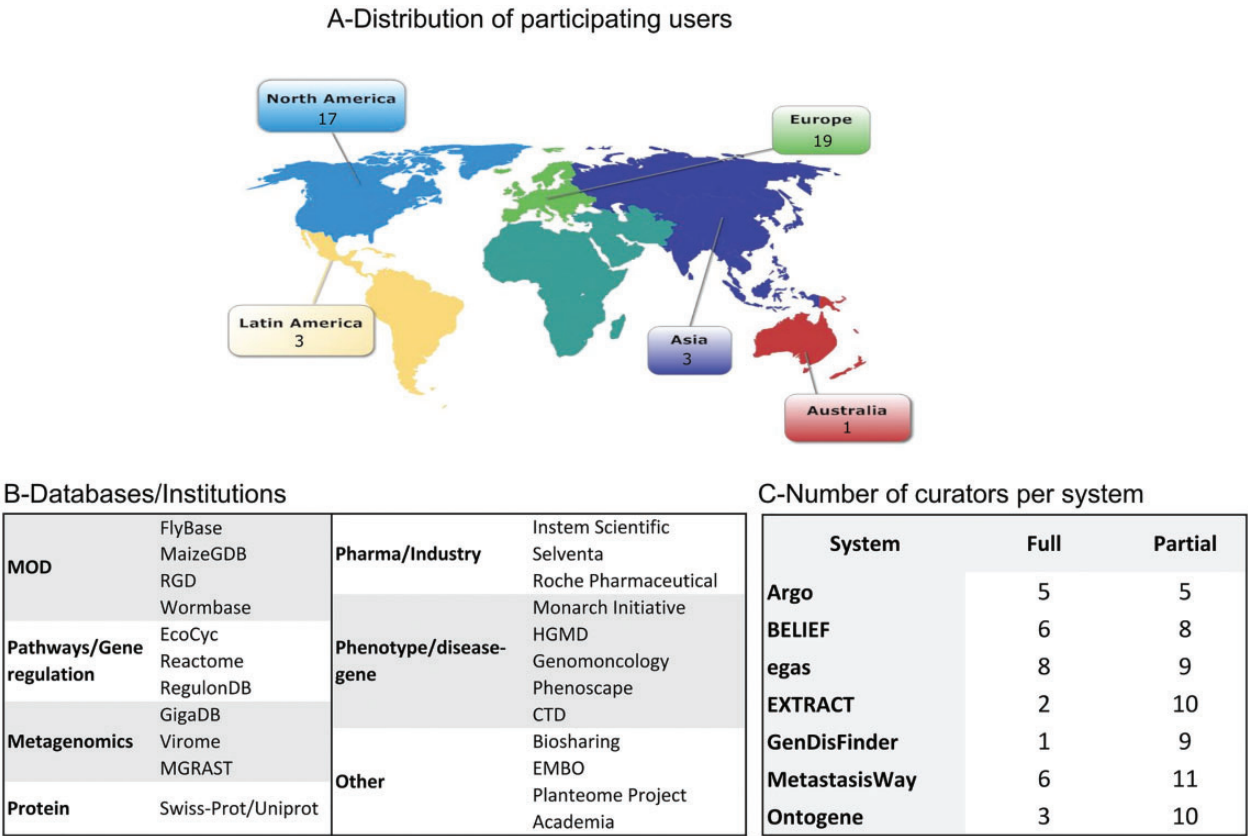 A-Distribution of participating users
North America
17
Europe
19
Latin America
3
Asia
3
Australia
1
B-Databases/Institutions
MOD
FlyBase
MaizeGDB
RGD
Wormbase
Pathways/Gene
regulation
EcoCyc
Reactome
RegulonDB
Metagenomics
GigaDB
Virome
MGRAST
Protein
Swiss-Prot/Uniprot
Pharma/Industry
Instem Scientific
Selventa
Roche Pharmaceutical
Phenotype/disease-
gene
Monarch Initiative
HGMD
Genomoncology
Phenoscape
CTD
Other
Biosharing
EMBO
Planteome Project
Academia
C-Number of curators per system
System Full Partial
Argo 5 5
BELIEF 6 8
egas 8 9
EXTRACT 2 10
GenDisFinder 1 9
MetastasisWay 6 11
Ontogene 3 10